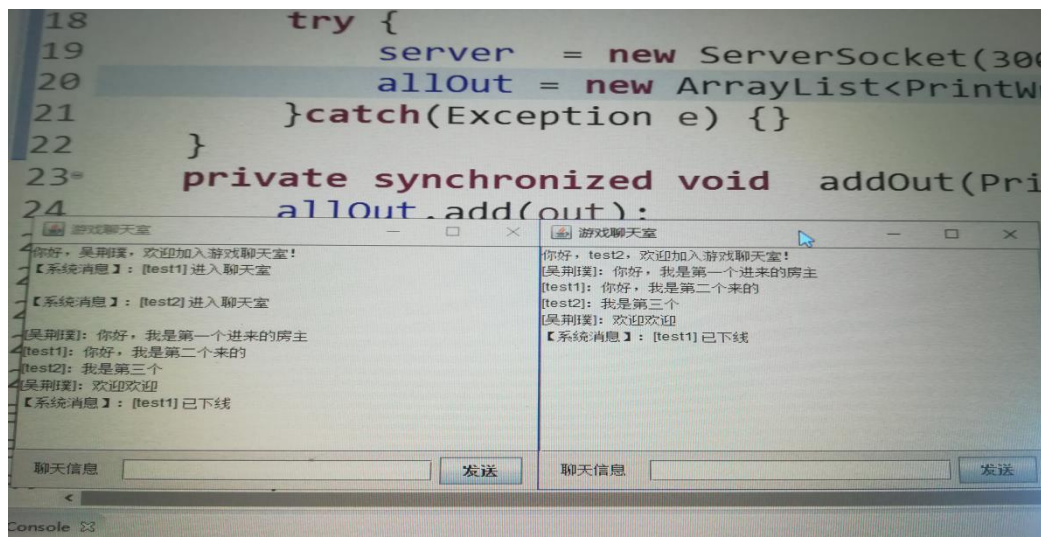 18 try {
19 server = new ServerSocket(300
20 allOut = new ArrayList<PrintW
21 }catch(Exception e) {}
22 }
23 private synchronized void addOut(Pri
24 allOut.add(out);
游戏聊天室
你好，吴荆璞，欢迎加入游戏聊天室！
【系统消息】：[test1]进入聊天室
【系统消息】：[test2]进入聊天室
[吴荆璞]：你好，我是第一个进来的房主
[test1]：你好，我是第二个来的
[test2]：我是第三个
[吴荆璞]：欢迎欢迎
【系统消息】：[test1]已下线
聊天信息 发送
游戏聊天室
你好，test2，欢迎加入游戏聊天室！
[吴荆璞]：你好，我是第一个进来的房主
[test1]：你好，我是第二个来的
[test2]：我是第三个
[吴荆璞]：欢迎欢迎
【系统消息】：[test1]已下线
聊天信息 发送
Console